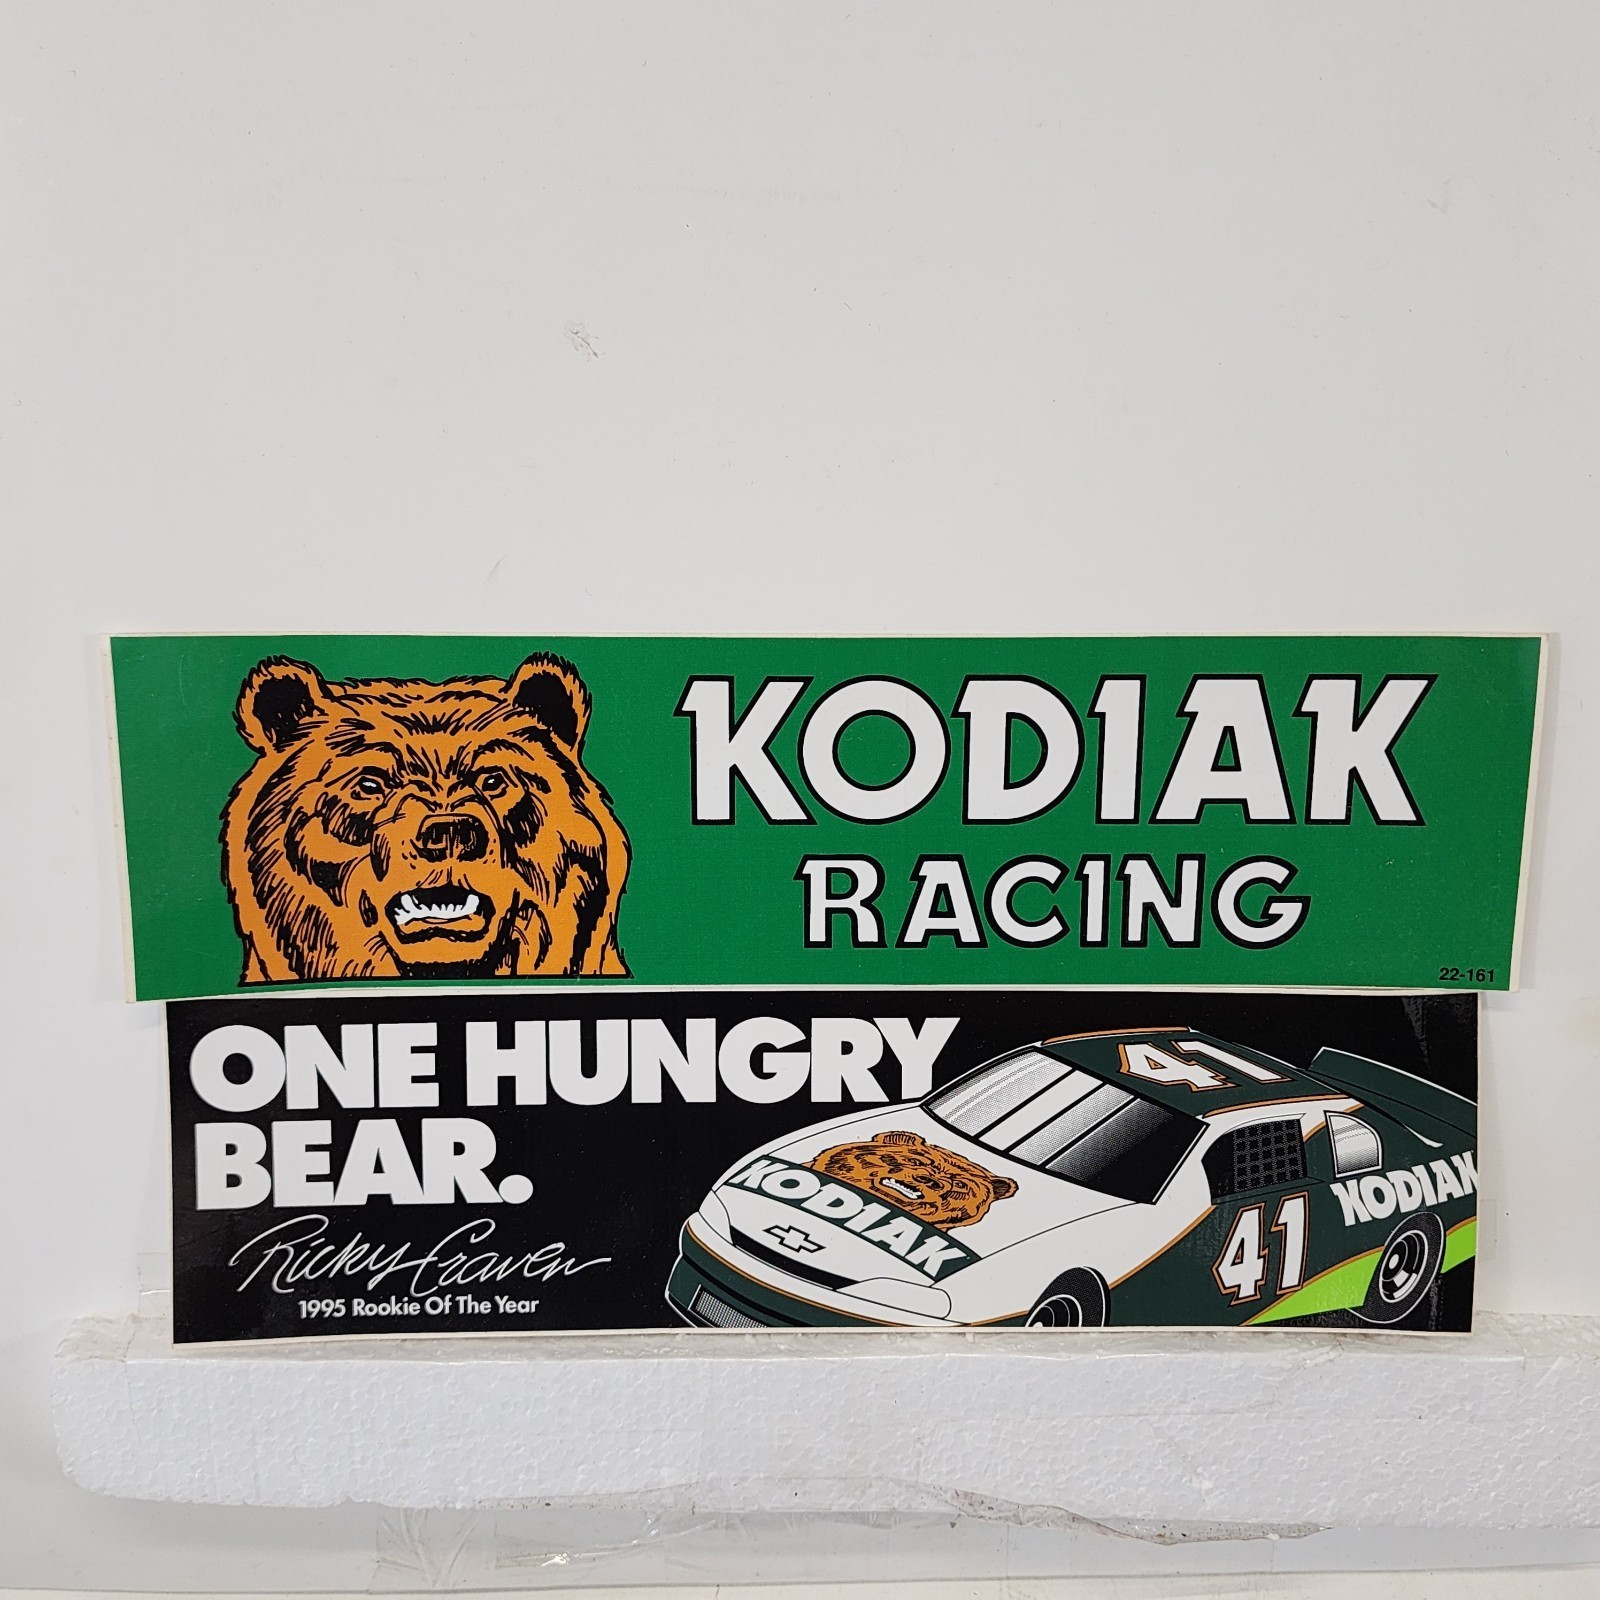 KODIAK
RACING
22-161
ONE HUNGRY
BEAR.
Ricky Craven
1995 Rookie Of The Year
41
KODIAK
41
KODIAK